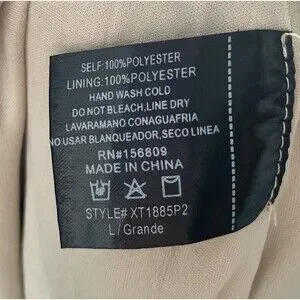 SELF:100%POLYESTER
LINING:100%POLYESTER
HAND WASH COLD
DO NOT BLEACH.LINE DRY
LAVARAMANO CONAGUAFRIA
NO USAR BLANQUEADOR,SECO LINEA
RN#156809
MADE IN CHINA
STYLE# XT1885P2
L/Grande